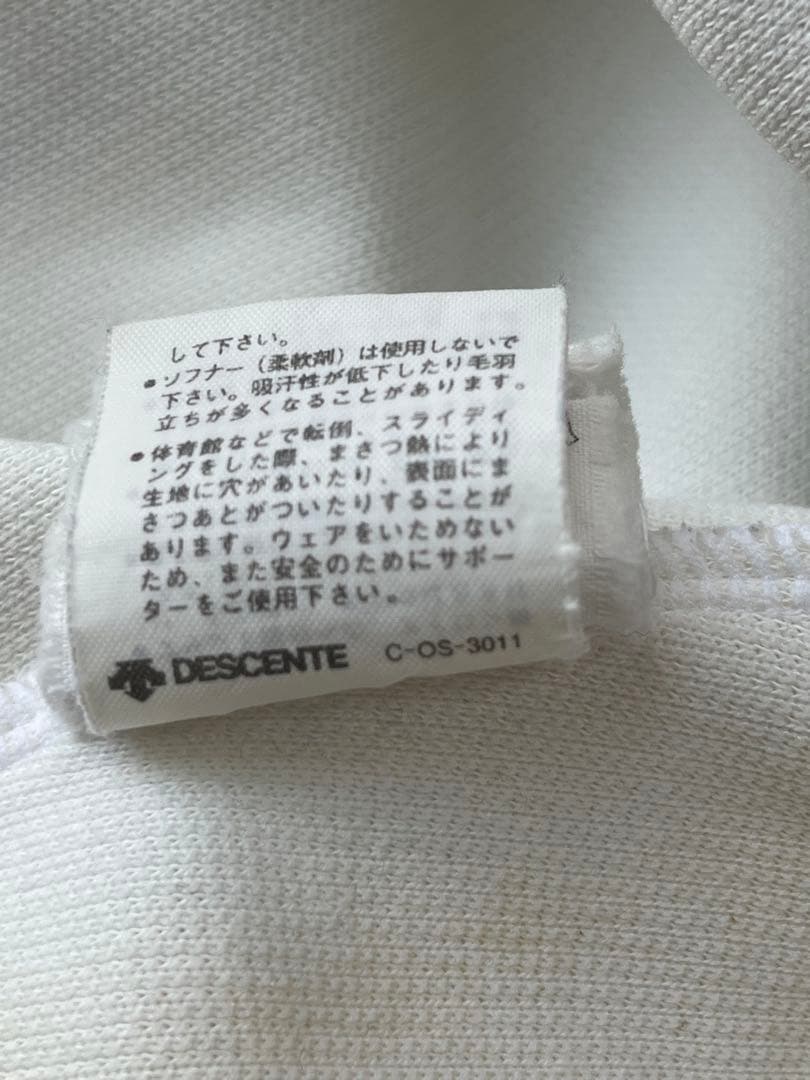 して下さい。
●ソフナー（柔軟剤）は使用しないで
下さい。吸汗性が低下したり毛羽
立ちが多くなることがあります。
●体育館などで転倒、スライディ
ングをした際、まさつ熱により
生地に穴があいたり、表面にま
さつあとがついたりすることが
あります。ウェアをいためない
ため、また安全のためにサポー
ターをご使用下さい。
DESCENTE C-OS-3011